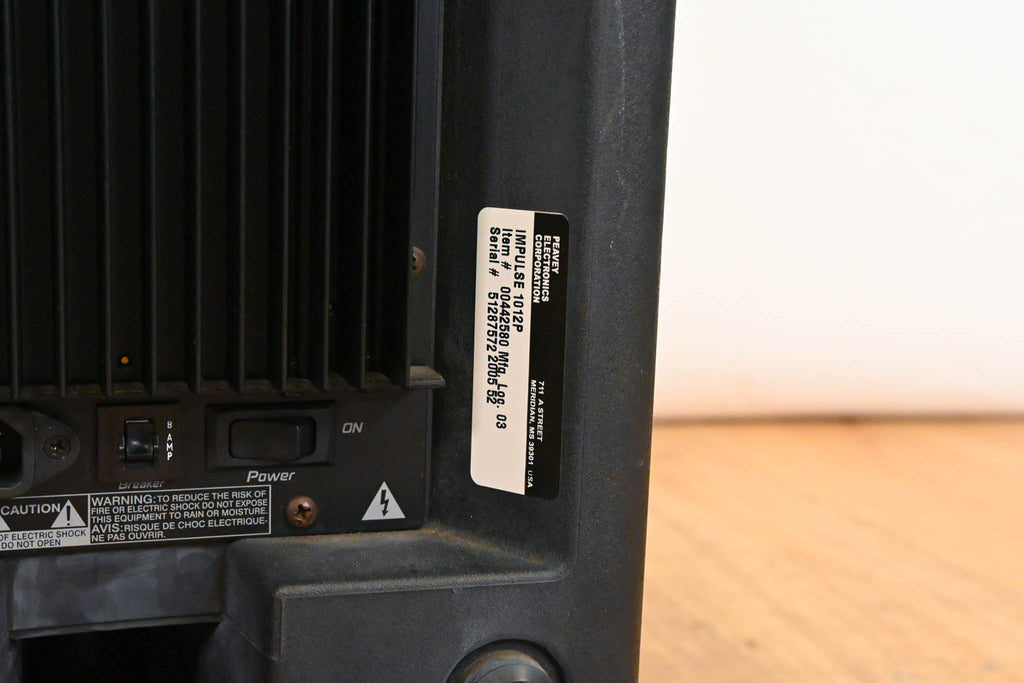 PEAVEY
ELECTRONICS
CORPORATION
711 A STREET
MERIDIAN, MS 39301 USA
IMPULSE 1012P
Item # 00442580 Mfg. Loc. 03
Serial # 51287572 2005 52
8 AMP
ON
Breaker
Power
CAUTION
OF ELECTRIC SHOCK
DO NOT OPEN
WARNING: TO REDUCE THE RISK OF
FIRE OR ELECTRIC SHOCK DO NOT EXPOSE
THIS EQUIPMENT TO RAIN OR MOISTURE.
AVIS: RISQUE DE CHOC ELECTRIQUE-
NE PAS OUVRIR.